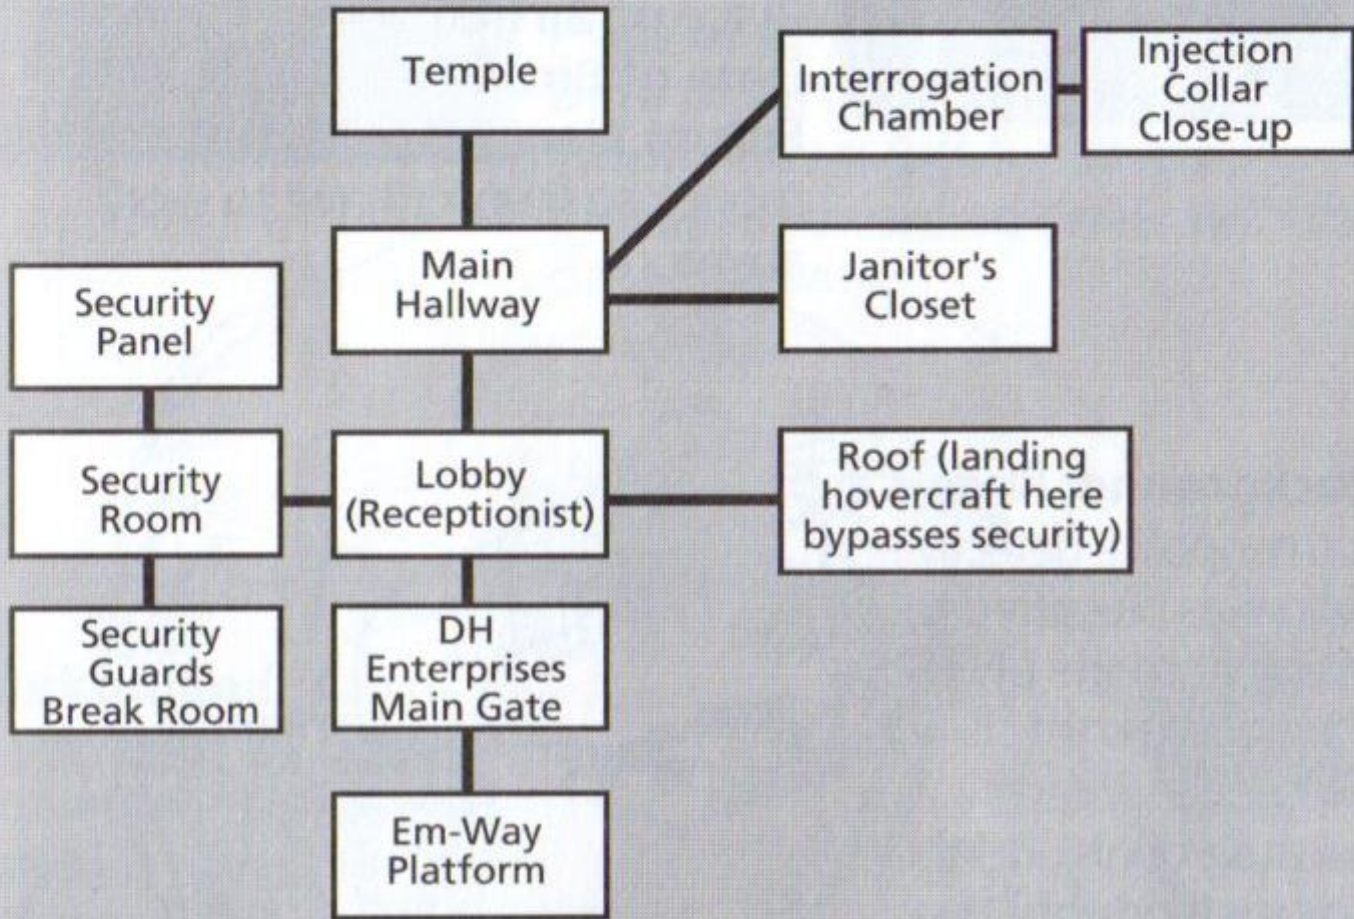 Temple
Interrogation
Chamber
Injection
Collar
Close-up
Main
Hallway
Janitor's
Closet
Security
Panel
Security
Room
Lobby
(Receptionist)
Roof (landing
hovercraft here
bypasses security)
Security
Guards
Break Room
DH
Enterprises
Main Gate
Em-Way
Platform